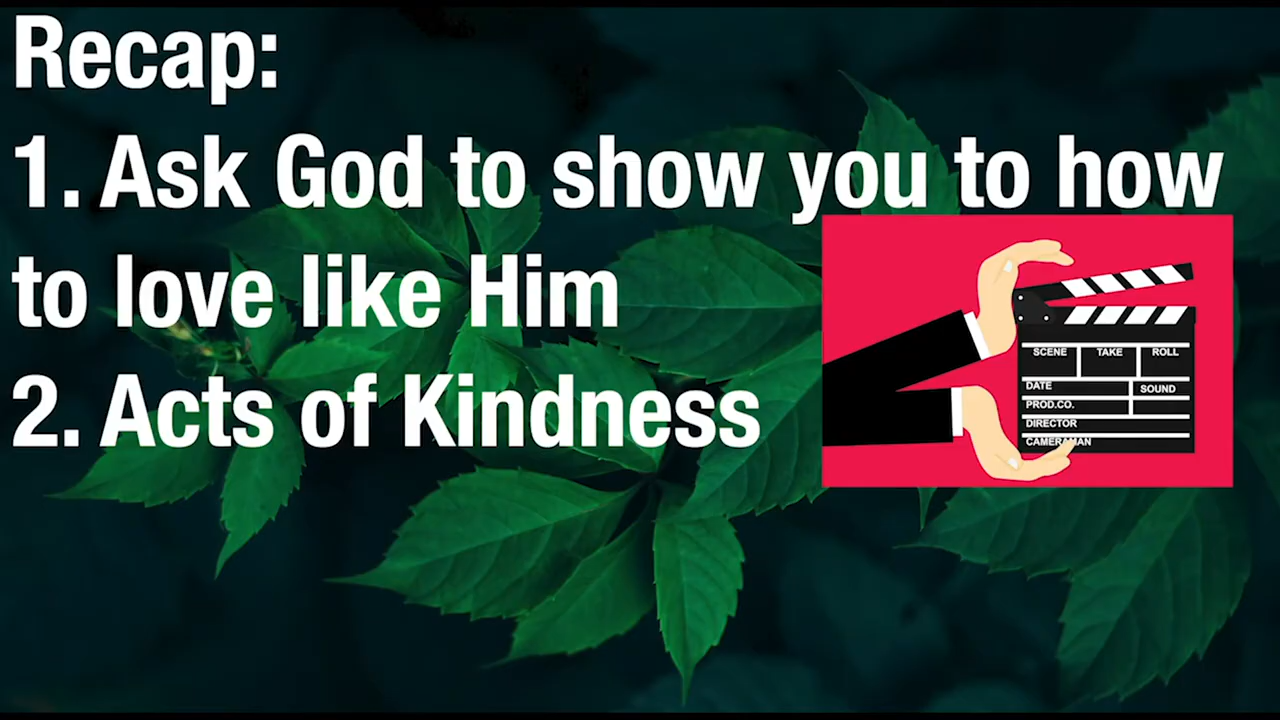 Recap:
1. Ask God to show you to how
to love like Him
2. Acts of Kindness
SCENE TAKE ROLL
DATE SOUND
PROD.CO.
DIRECTOR
CAMERAMAN